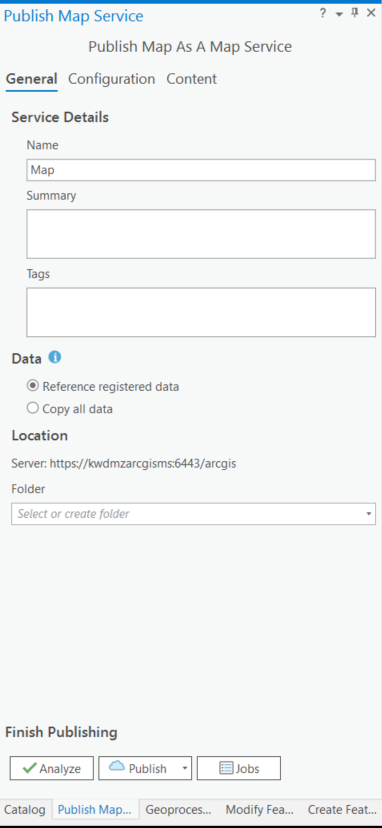 Publish Map Service
?
Publish Map As A Map Service
General Configuration Content
Service Details
Name
Map
Summary
Tags
Data
Reference registered data
Copy all data
Location
Server: https://kwdmzarcgisms:6443/arcgis
Folder
Select or create folder
Finish Publishing
Analyze Publish Jobs
Catalog Publish Map... Geoproces... Modify Fea... Create Feat...